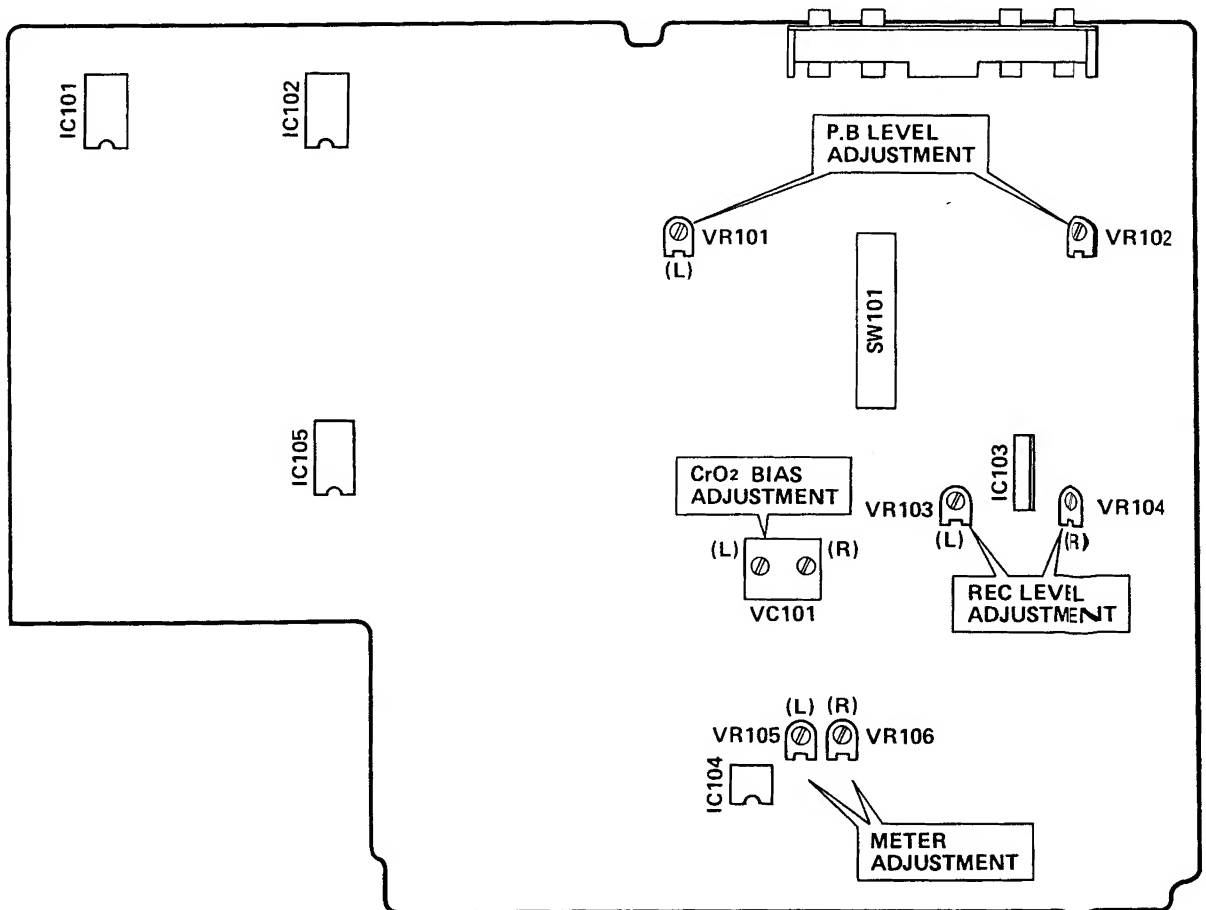 IC101
IC102
P.B LEVEL
ADJUSTMENT
VR101
(L)
VR102
SW101
IC105
CrO2 BIAS
ADJUSTMENT
IC103
VR103
(L)
VR104
(R)
(L)
(R)
VC101
REC LEVEL
ADJUSTMENT
(L) (R)
VR105
VR106
IC104
METER
ADJUSTMENT